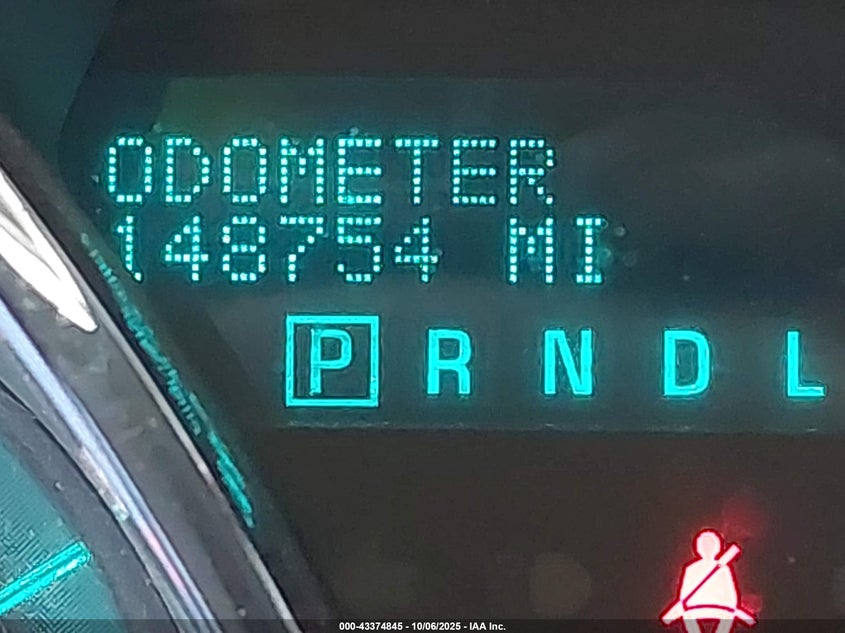 ODOMETER
148754 MI
P R N D L
000-43374845 - 10/06/2025 - IAA Inc.